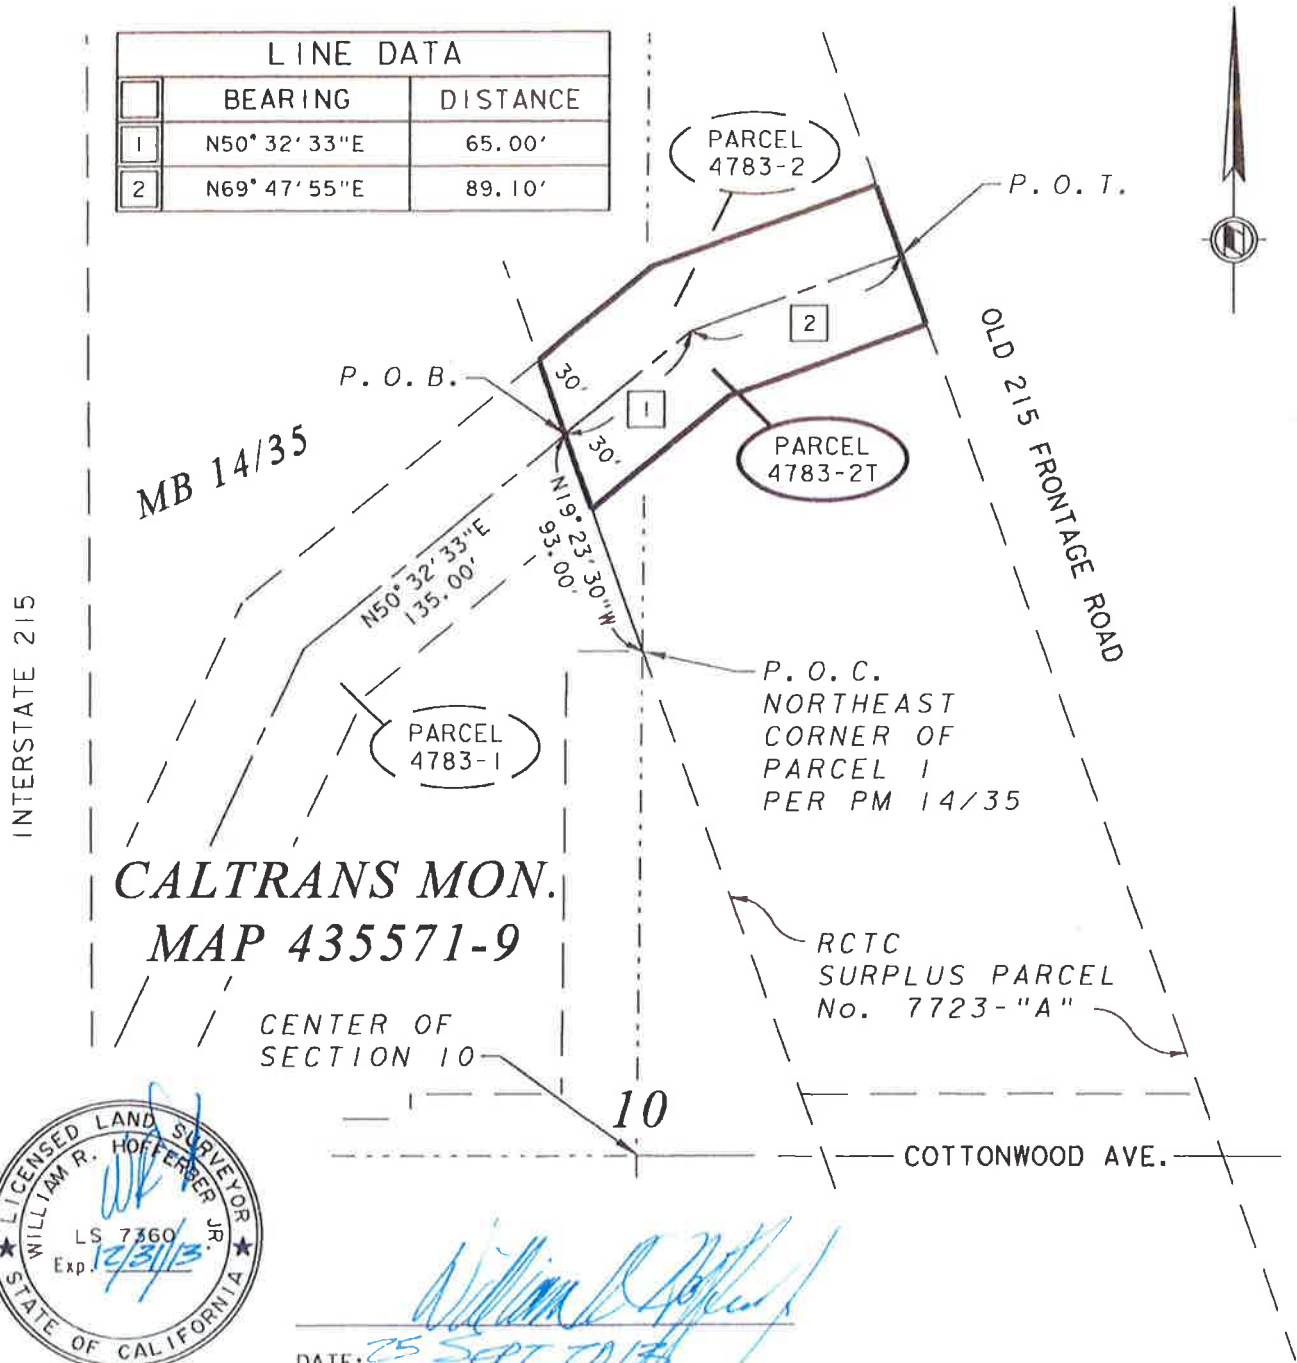 LINE DATA
BEARING DISTANCE
1 N50°32'33"E 65.00'
2 N69°47'55"E 89.10'
PARCEL
4783-2
P.O.T.
P.O.B.
30'
30'
1
2
MB 14/35
PARCEL
4783-2T
OLD 215 FRONTAGE ROAD
N19°23'30"W
93.00'
N50°32'33"E
135.00'
INTERSTATE 215
P.O.C.
NORTHEAST
CORNER OF
PARCEL 1
PER PM 14/35
PARCEL
4783-1
CALTRANS MON.
MAP 435571-9
RCTC
SURPLUS PARCEL
No. 7723-"A"
CENTER OF
SECTION 10
10
COTTONWOOD AVE.
LICENSED LAND SURVEYOR
WILLIAM R. HOFFERBER JR.
LS 7360
Exp. 12/31/13
STATE OF CALIFORNIA
DATE: 25 SEPT 2013